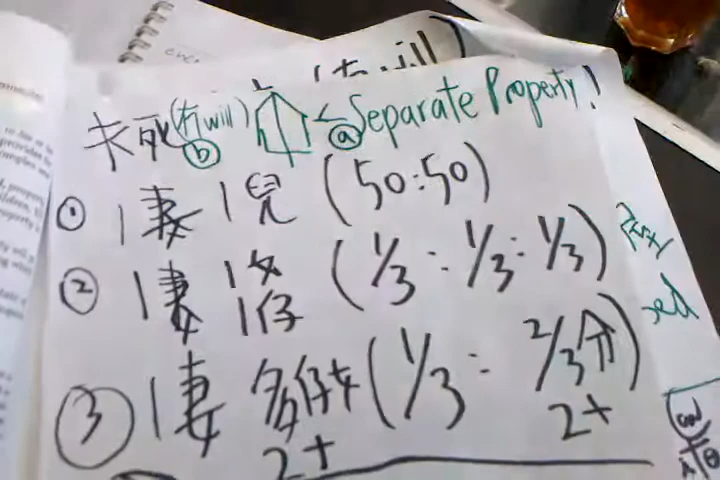 will)
夫死(冇will) <ⓐ Separate Property!
ⓑ
① 1妻 1兒 (50:50)
② 1妻 1女 1仔 (1/3 : 1/3 : 1/3)
③ 1妻 多仔女 (1/3 : 2/3分)
2+ 2+